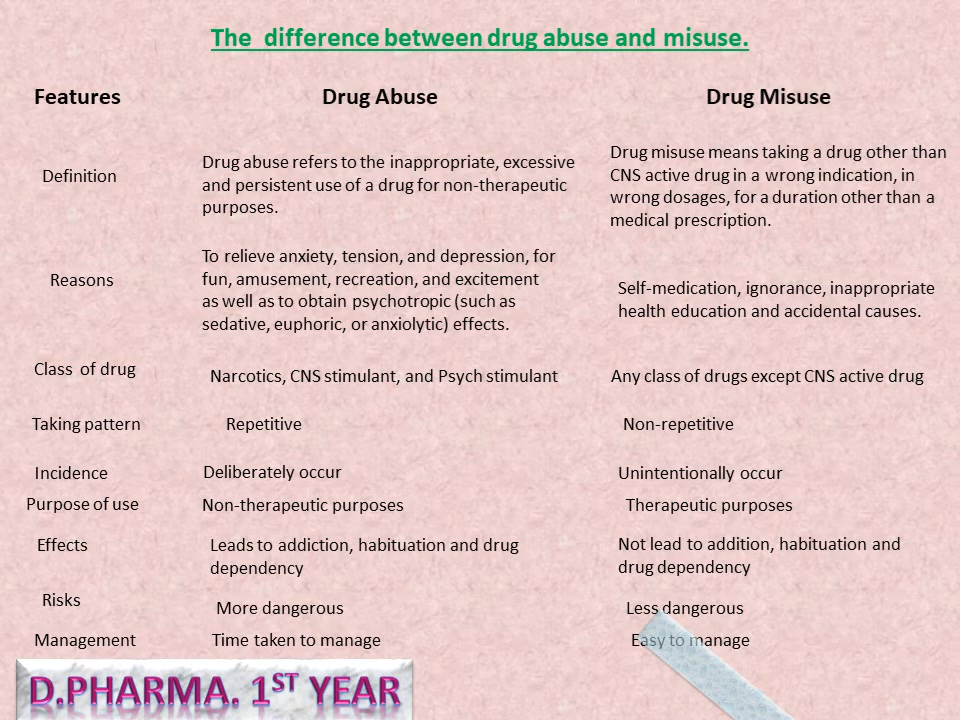 The difference between drug abuse and misuse.
Features Drug Abuse Drug Misuse
Definition
Drug abuse refers to the inappropriate, excessive
and persistent use of a drug for non-therapeutic
purposes.
Drug misuse means taking a drug other than
CNS active drug in a wrong indication, in
wrong dosages, for a duration other than a
medical prescription.
Reasons
To relieve anxiety, tension, and depression, for
fun, amusement, recreation, and excitement
as well as to obtain psychotropic (such as
sedative, euphoric, or anxiolytic) effects.
Self-medication, ignorance, inappropriate
health education and accidental causes.
Class of drug
Narcotics, CNS stimulant, and Psych stimulant
Any class of drugs except CNS active drug
Taking pattern
Repetitive
Non-repetitive
Incidence
Deliberately occur
Unintentionally occur
Purpose of use
Non-therapeutic purposes
Therapeutic purposes
Effects
Leads to addiction, habituation and drug
dependency
Not lead to addition, habituation and
drug dependency
Risks
More dangerous
Less dangerous
Management
Time taken to manage
Easy to manage
D.PHARMA. 1ST YEAR